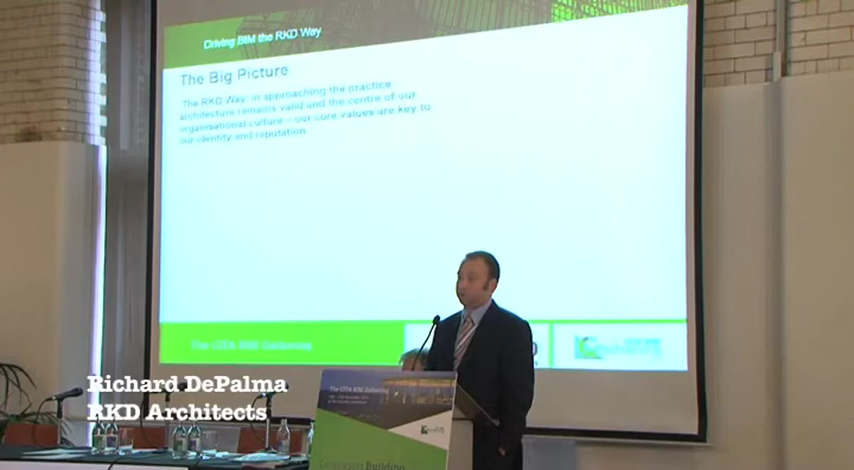 Driving BIM the RKD Way
The Big Picture
The RKD Way: in approaching the practice,
architecture remains valid and the centre of our
organisational culture – our core values are key to
our identity and reputation.
The CITA BIM Gathering
The CITA BIM Gathering
Building
Richard DePalma
RKD Architects